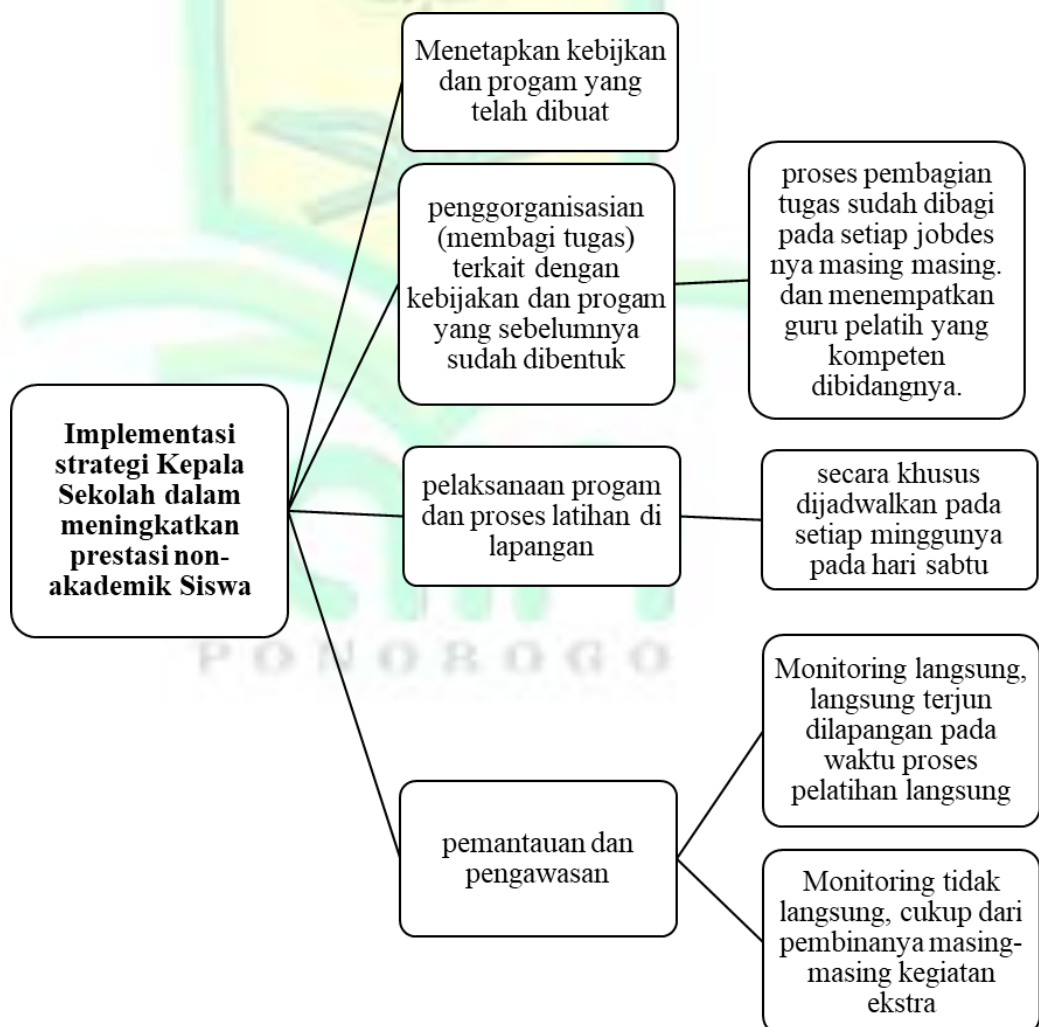 Menetapkan kebijkan
dan progam yang
telah dibuat
penggorganisasian
(membagi tugas)
terkait dengan
kebijakan dan progam
yang sebelumnya
sudah dibentuk
proses pembagian
tugas sudah dibagi
pada setiap jobdes
nya masing masing.
dan menempatkan
guru pelatih yang
kompeten
dibidangnya.
Implementasi
strategi Kepala
Sekolah dalam
meningkatkan
prestasi non-
akademik Siswa
pelaksanaan progam
dan proses latihan di
lapangan
secara khusus
dijadwalkan pada
setiap minggunya
pada hari sabtu
PONOROGO
pemantauan dan
pengawasan
Monitoring langsung,
langsung terjun
dilapangan pada
waktu proses
pelatihan langsung
Monitoring tidak
langsung, cukup dari
pembinanya masing-
masing kegiatan
ekstra